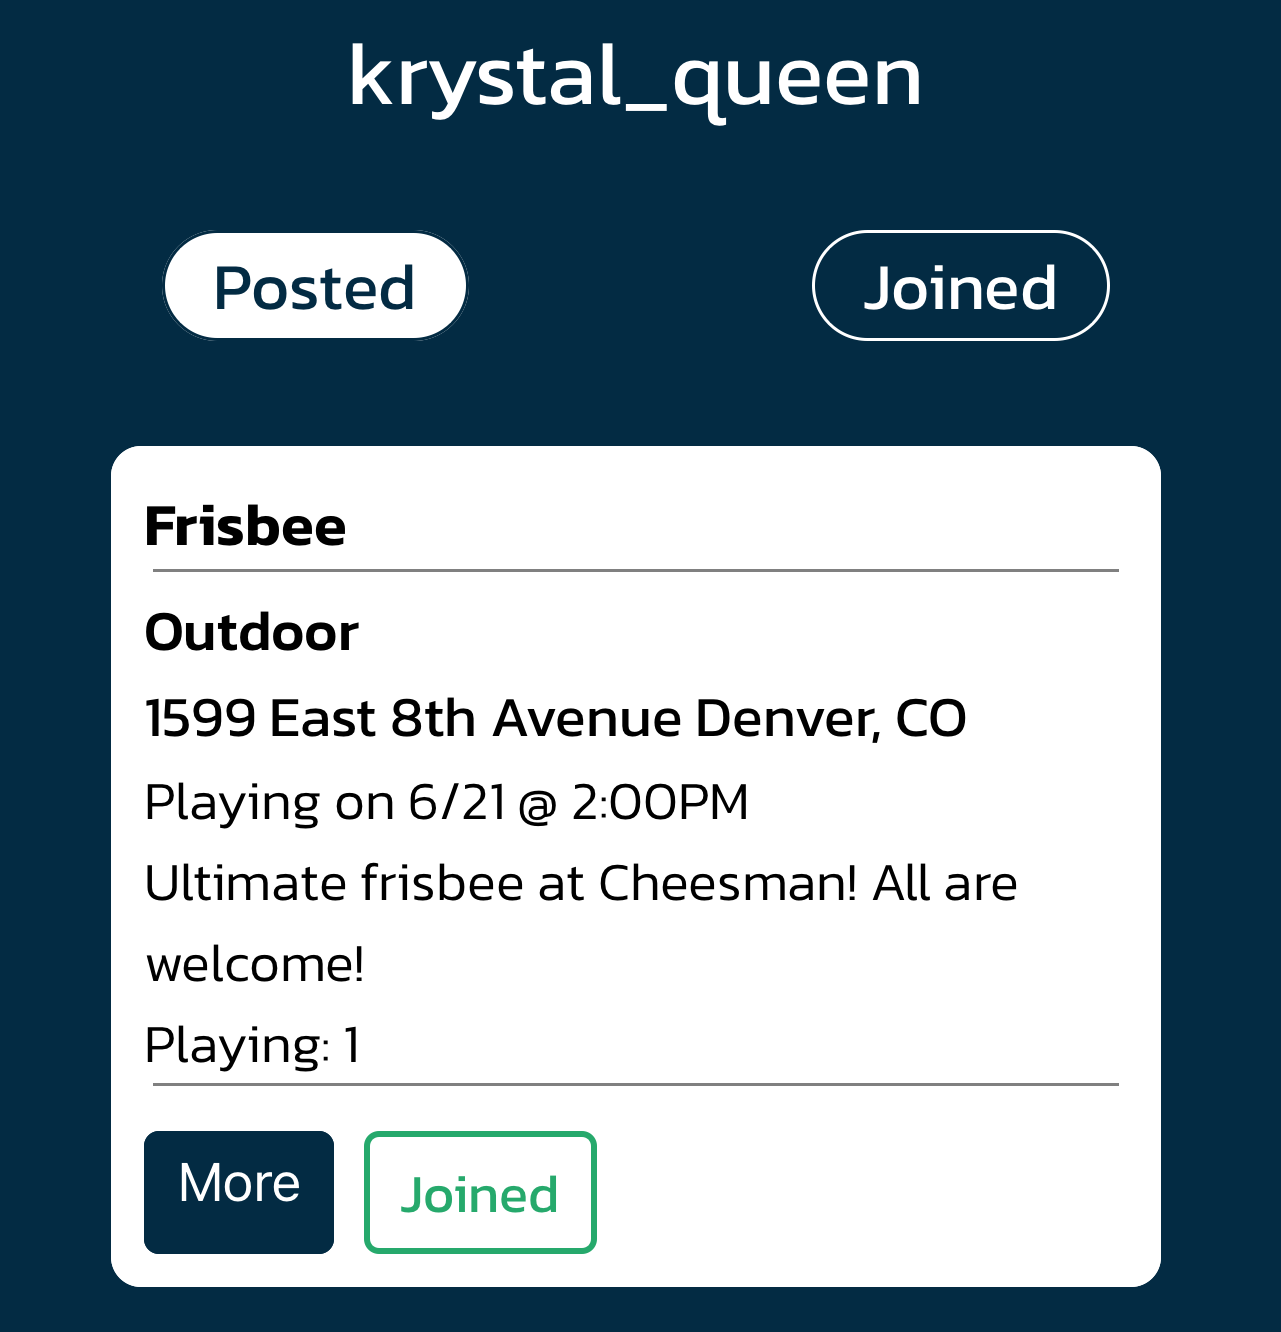 krystal_queen
Posted
Joined
Frisbee
Outdoor
1599 East 8th Avenue Denver, CO
Playing on 6/21 @ 2:00PM
Ultimate frisbee at Cheesman! All are
welcome!
Playing: 1
More
Joined